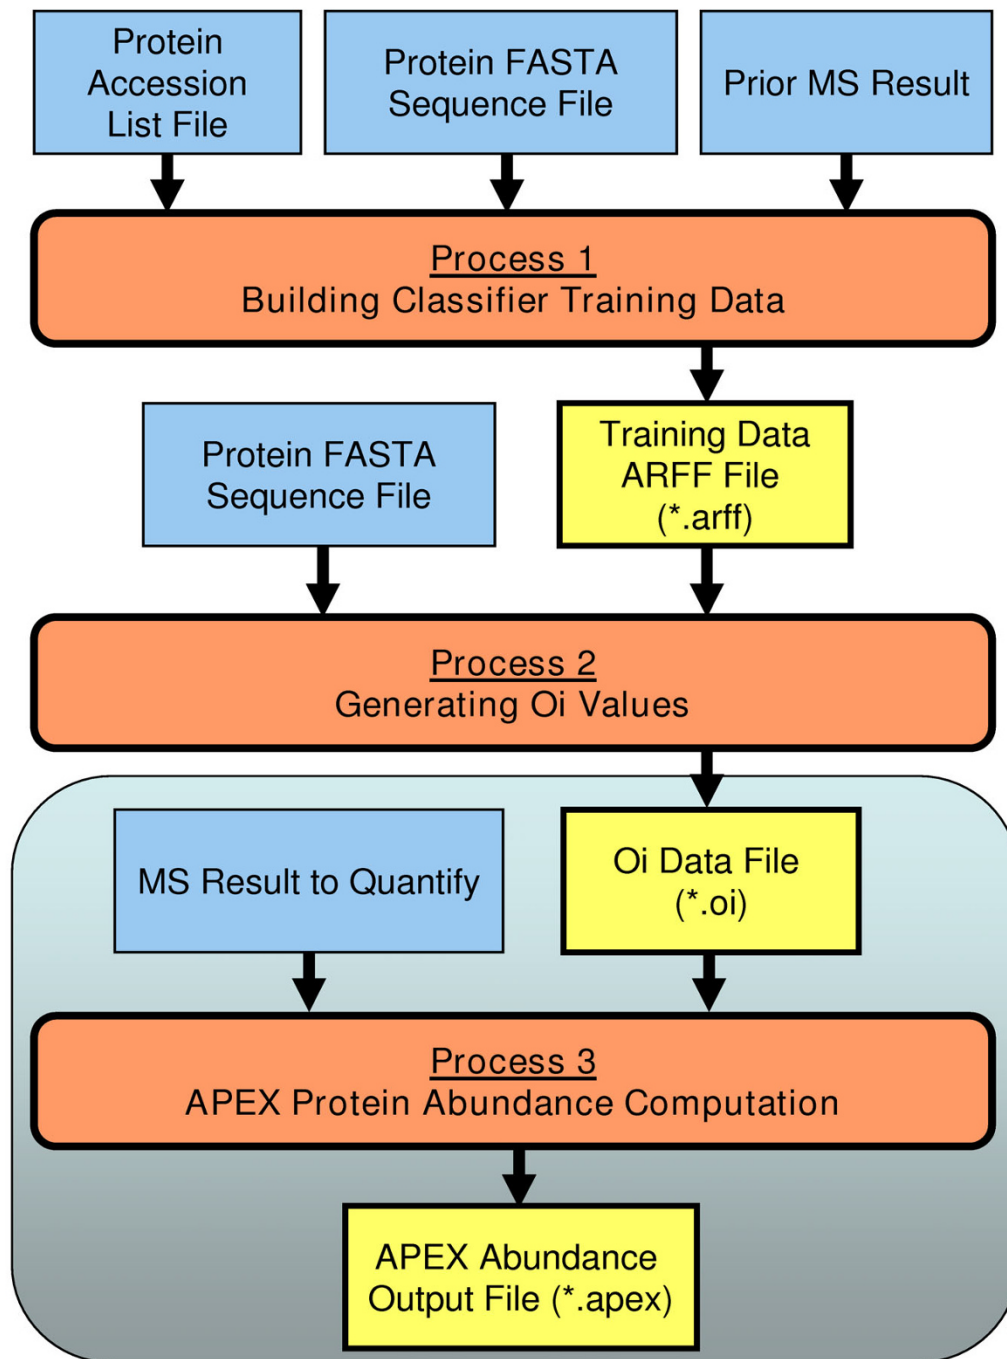 Protein
Accession
List File
Protein FASTA
Sequence File
Prior MS Result
Process 1
Building Classifier Training Data
Protein FASTA
Sequence File
Training Data
ARFF File
(*.arff)
Process 2
Generating Oi Values
MS Result to Quantify
Oi Data File
(*.oi)
Process 3
APEX Protein Abundance Computation
APEX Abundance
Output File (*.apex)